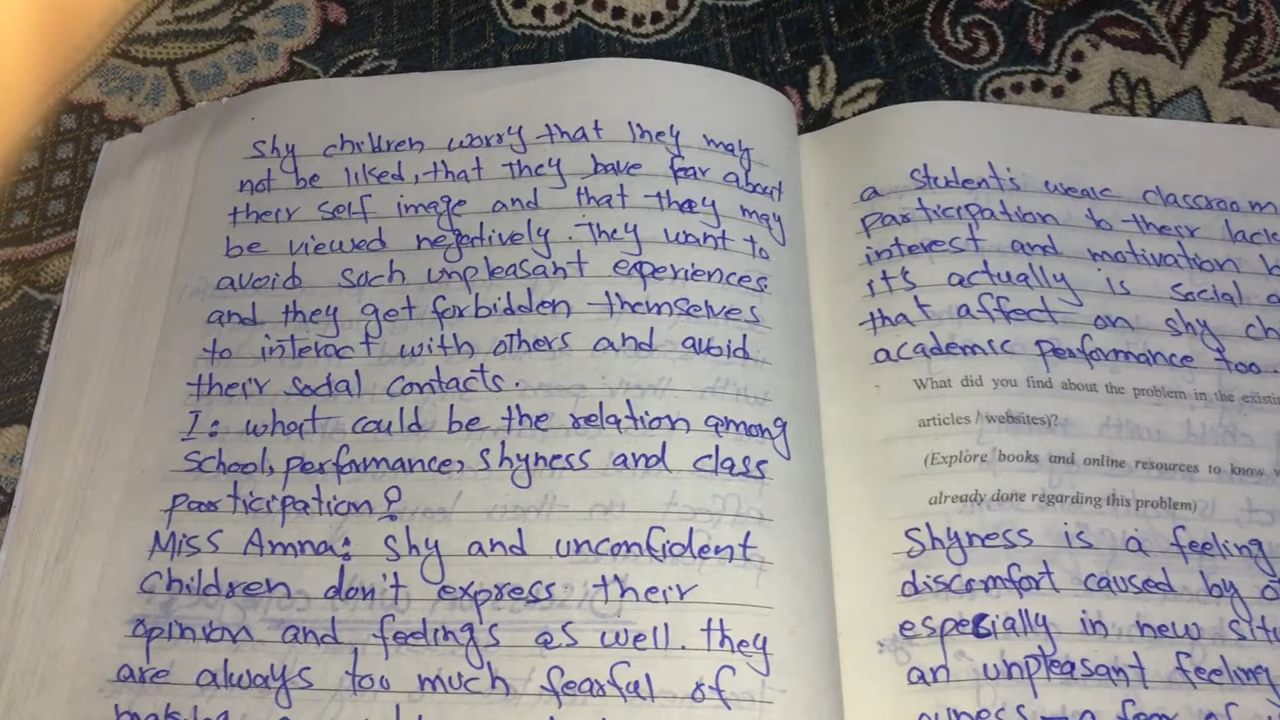 Shy children worry that they may
not be liked, that they have fear about
their self image and that they may
be viewed negetively. They want to
avoid such unpleasant experiences
and they get forbidden themselves
to interact with others and avoid
their social contacts.
I: what could be the relation among
School, performance, shyness and class
participation?
Miss Amna: Shy and unconfident
Children don't express their
opinion and feelings as well. they
are always too much fearful of
a student's weak classroom
participation to their lack
interest and motivation
it's actually is social
that affect on shy
academic performance too.
What did you find about the problem in the
articles / websites)?
(Explore books and online resources to know
already done regarding this problem)
Shyness is a feeling
discomfort caused by
especially in new
an unpleasant feeling
a fear of